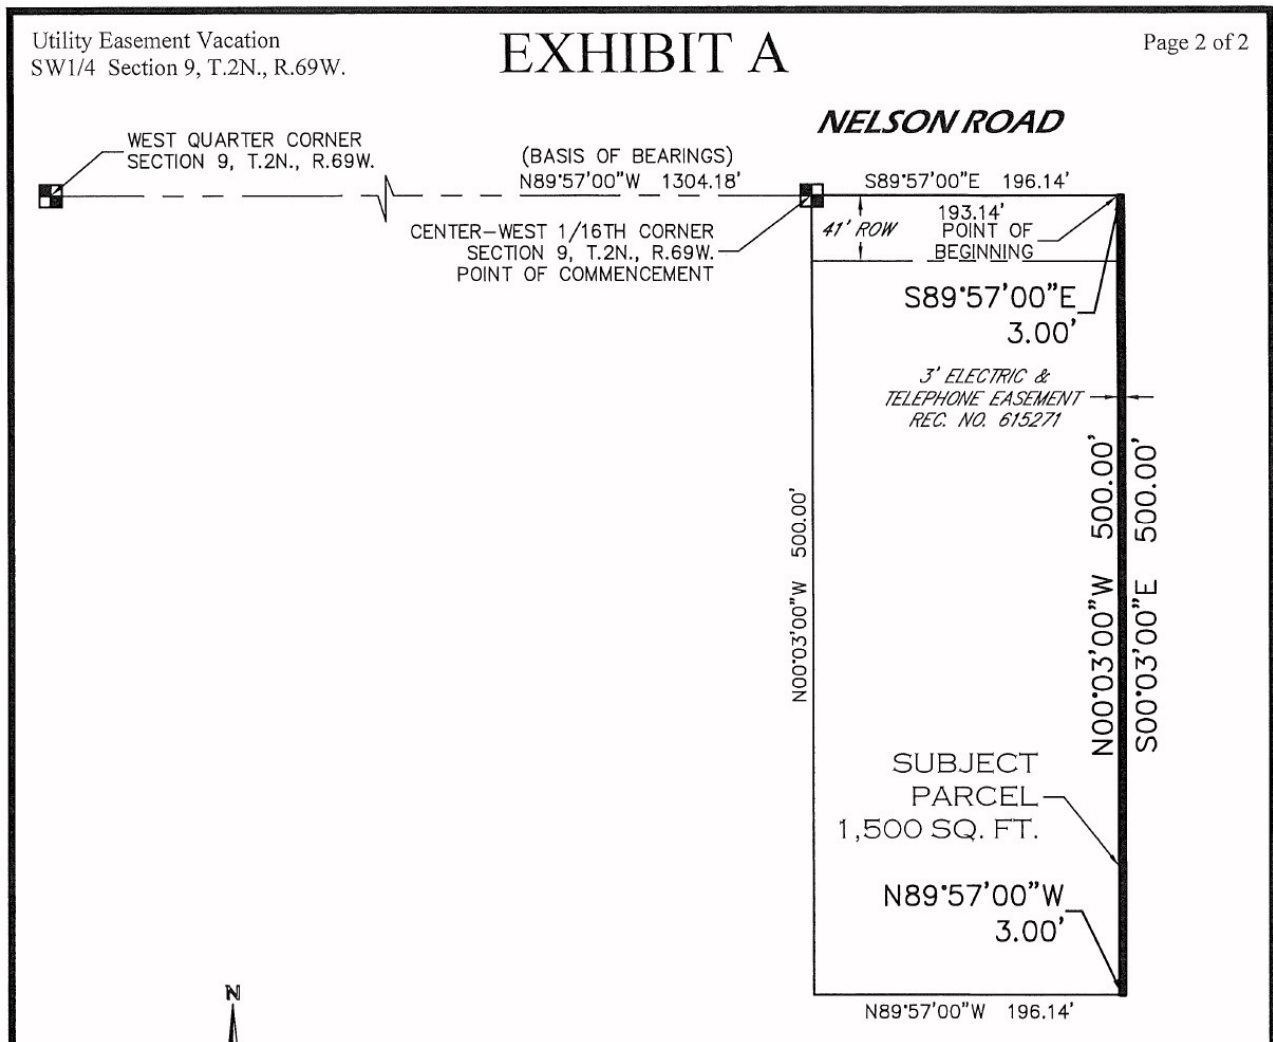 Utility Easement Vacation
SW1/4 Section 9, T.2N., R.69W.
EXHIBIT A
Page 2 of 2
NELSON ROAD
WEST QUARTER CORNER
SECTION 9, T.2N., R.69W.
(BASIS OF BEARINGS)
N89°57'00"W 1304.18'
S89°57'00"E 196.14'
CENTER-WEST 1/16TH CORNER
SECTION 9, T.2N., R.69W.
POINT OF COMMENCEMENT
41' ROW
193.14'
POINT OF
BEGINNING
S89°57'00"E
3.00'
3' ELECTRIC &
TELEPHONE EASEMENT
REC. NO. 615271
N00°03'00"W 500.00'
N00°03'00"W 500.00'
S00°03'00"E 500.00'
SUBJECT
PARCEL
1,500 SQ. FT.
N89°57'00"W
3.00'
N89°57'00"W 196.14'
N